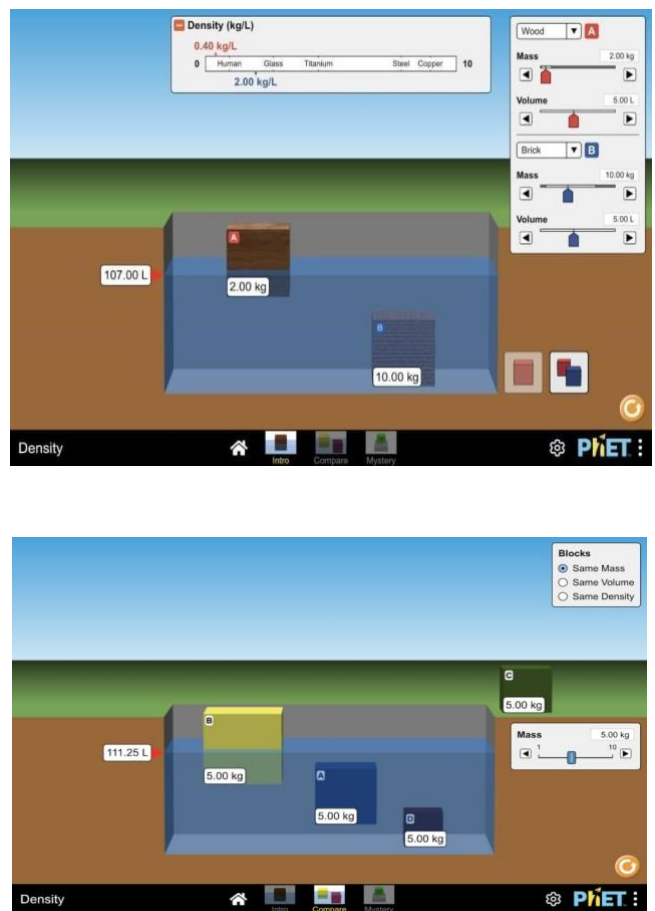 Density (kg/L)
0.40 kg/L
0 Human Glass Titanium Steel Copper 10
2.00 kg/L
Wood A
Mass 2.00 kg
Volume 5.00 L
Brick B
Mass 10.00 kg
Volume 5.00 L
A
107.00 L
2.00 kg
B
10.00 kg
Density
Intro
Compare
Mystery
PhET
Blocks
Same Mass
Same Volume
Same Density
C
5.00 kg
B
Mass 5.00 kg
1 10
111.25 L
5.00 kg
A
5.00 kg
D
5.00 kg
Density
Intro
Compare
Mystery
PhET